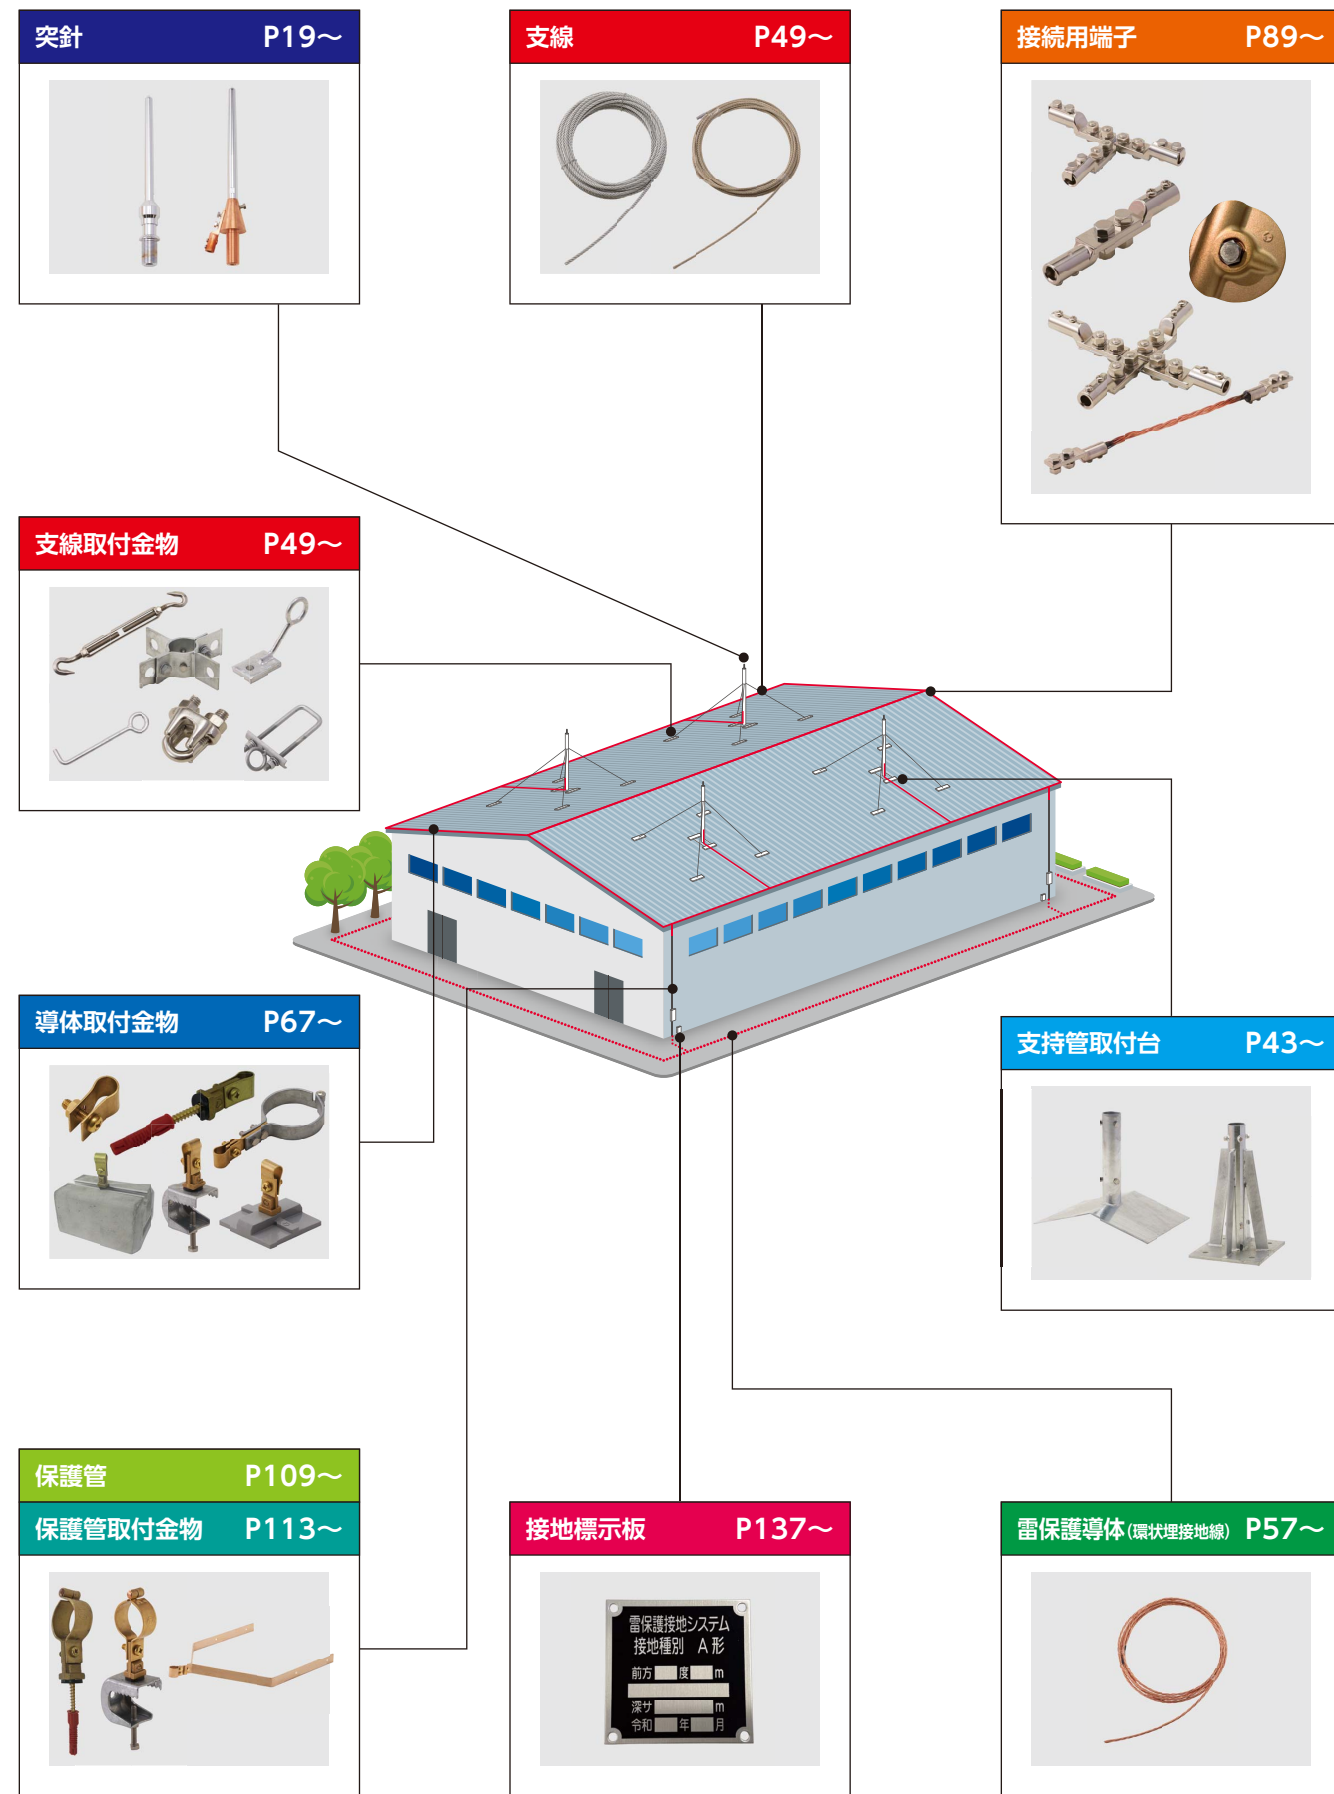 突針 P19～
支線 P49～
接続用端子 P89～
支線取付金物 P49～
導体取付金物 P67～
支持管取付台 P43～
保護管 P109～
保護管取付金物 P113～
接地標示板 P137～
雷保護接地システム
接地種別 A形
前方 度 m
深サ m
令和 年 月
雷保護導体(環状埋接地線) P57～